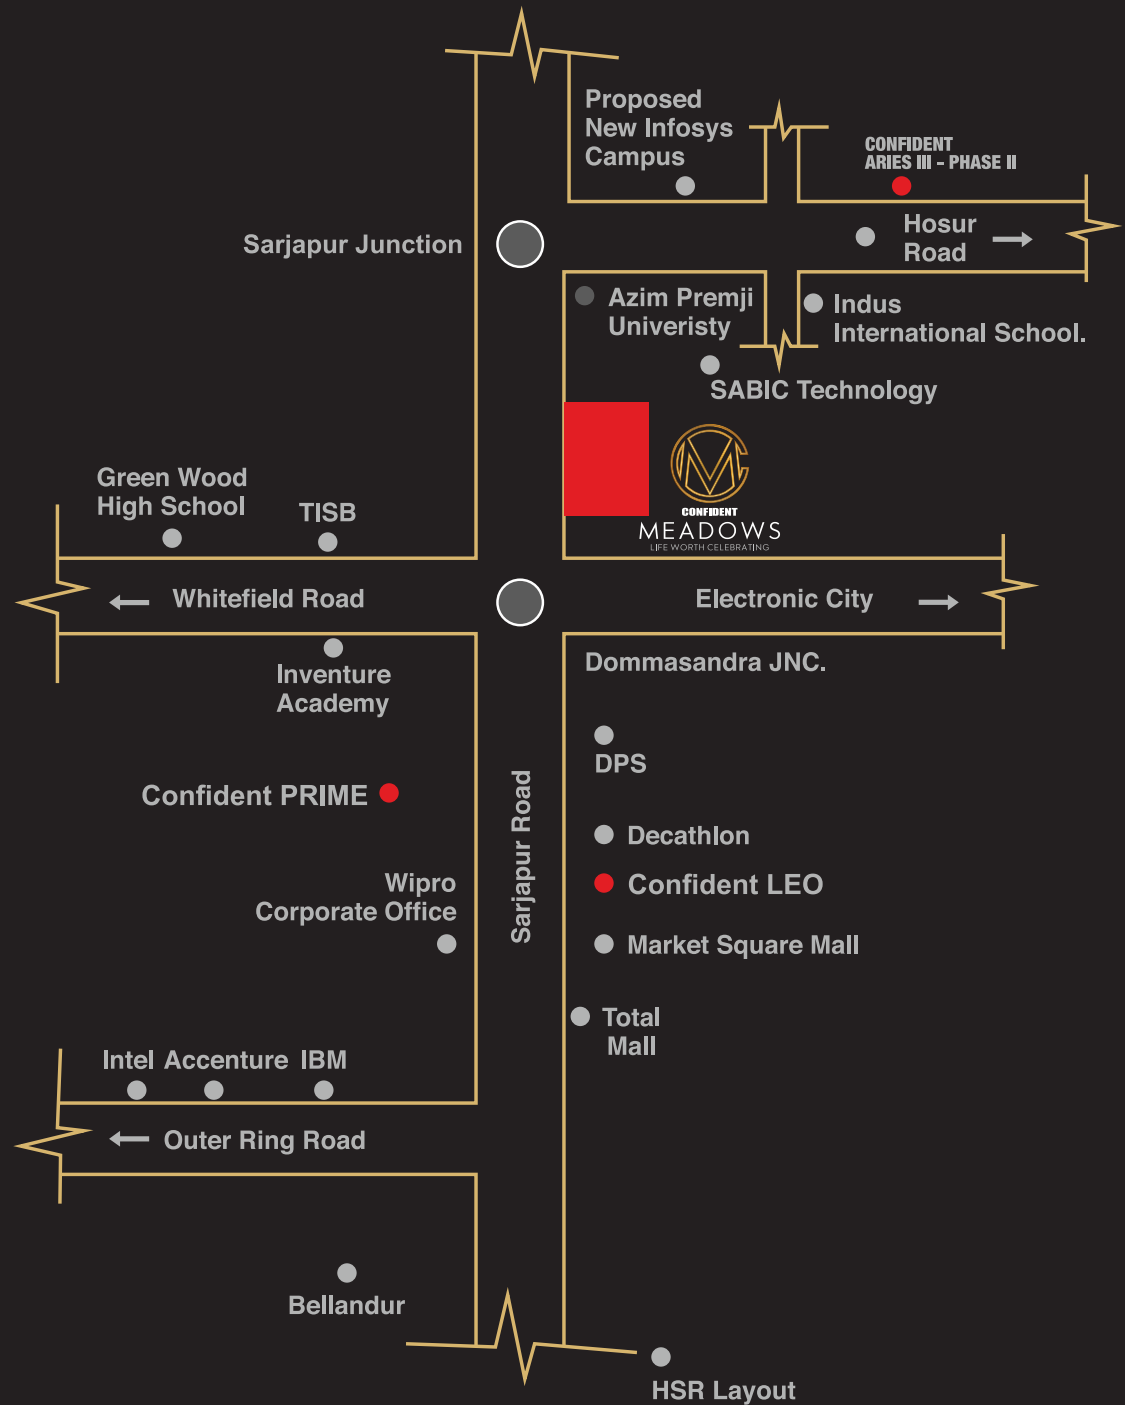 Proposed
New Infosys
Campus
CONFIDENT
ARIES III - PHASE II
Sarjapur Junction
Hosur
Road
Azim Premji
Univeristy
Indus
International School.
SABIC Technology
CONFIDENT
MEADOWS
LIFE WORTH CELEBRATING
Green Wood
High School
TISB
Whitefield Road
Electronic City
Dommasandra JNC.
Inventure
Academy
DPS
Confident PRIME
Sarjapur Road
Decathlon
Confident LEO
Wipro
Corporate Office
Market Square Mall
Total
Mall
Intel Accenture IBM
Outer Ring Road
Bellandur
HSR Layout